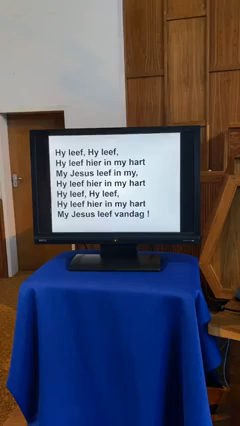 Hy leef, Hy leef,
Hy leef hier in my hart
My Jesus leef in my,
Hy leef hier in my hart
Hy leef, Hy leef,
Hy leef hier in my hart
My Jesus leef vandag !